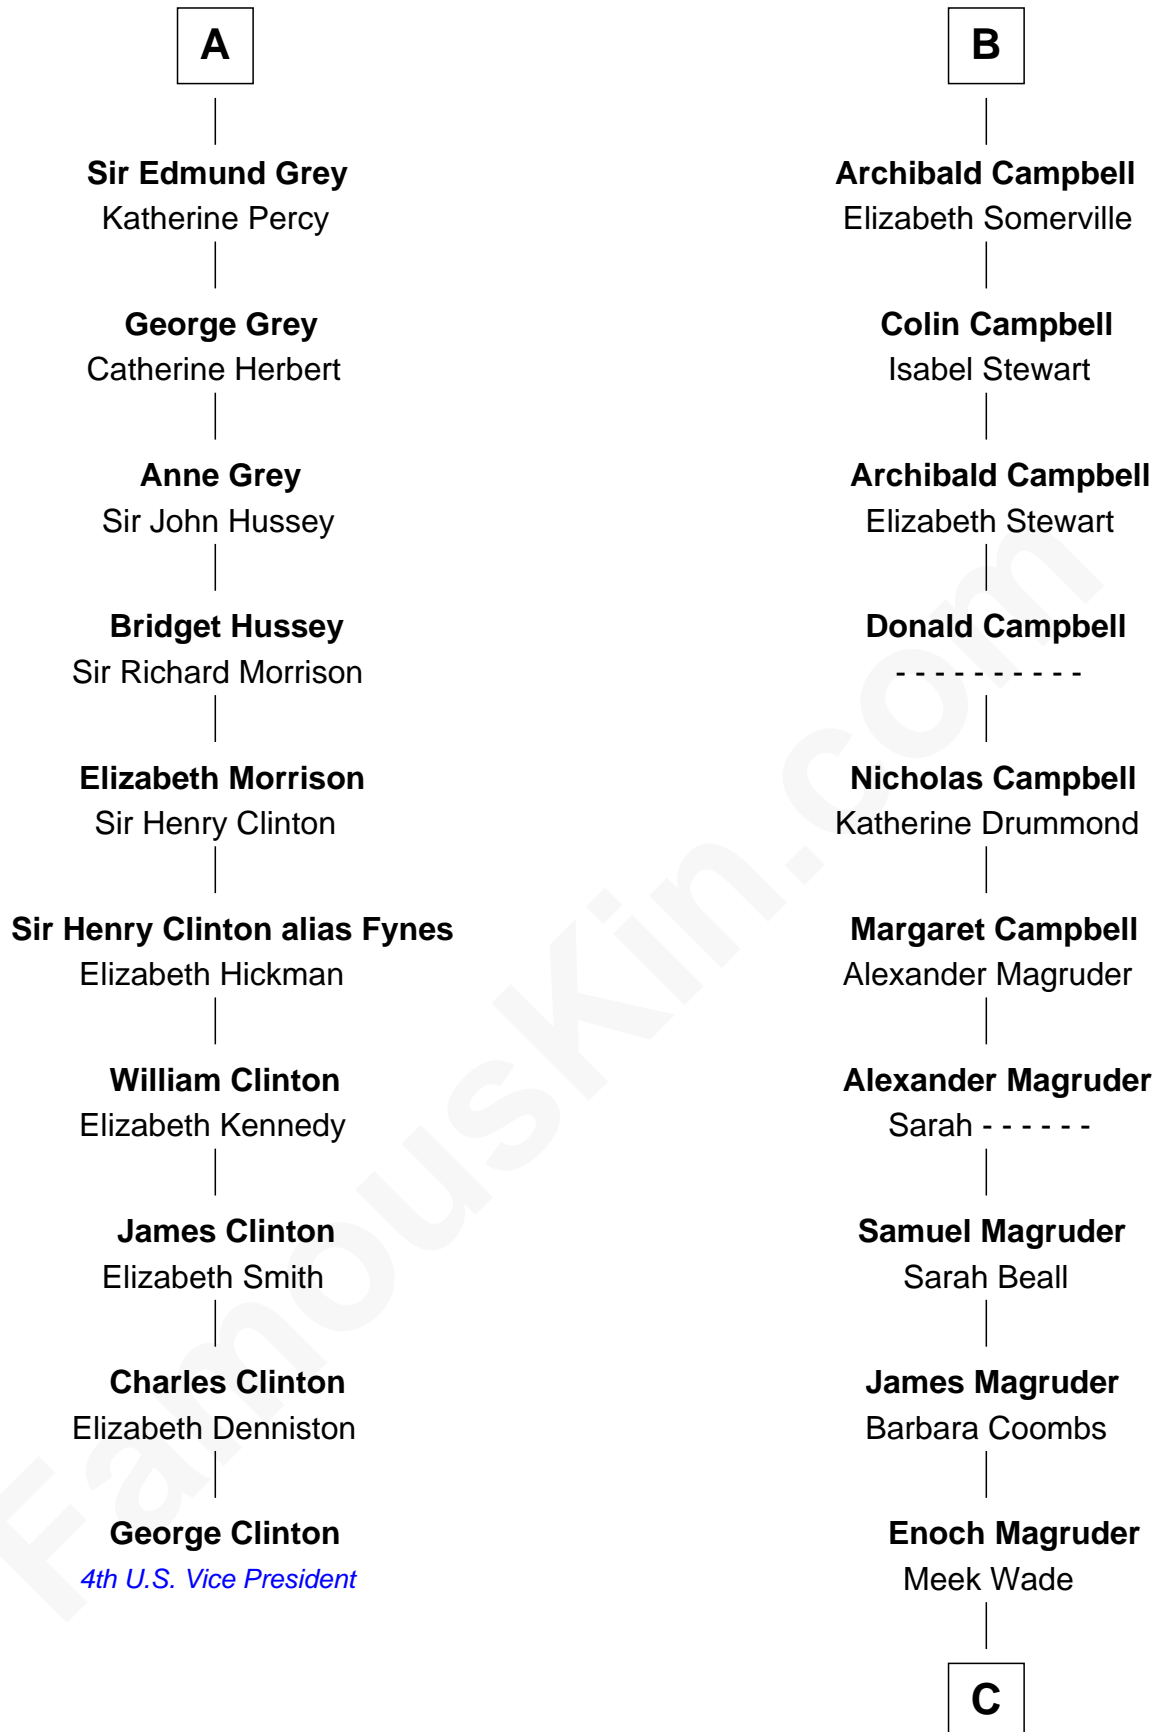 A
Sir Edmund Grey
Katherine Percy
George Grey
Catherine Herbert
Anne Grey
Sir John Hussey
Bridget Hussey
Sir Richard Morrison
Elizabeth Morrison
Sir Henry Clinton
Sir Henry Clinton alias Fynes
Elizabeth Hickman
William Clinton
Elizabeth Kennedy
James Clinton
Elizabeth Smith
Charles Clinton
Elizabeth Denniston
George Clinton
4th U.S. Vice President
B
Archibald Campbell
Elizabeth Somerville
Colin Campbell
Isabel Stewart
Archibald Campbell
Elizabeth Stewart
Donald Campbell
- - - - - - - - - -
Nicholas Campbell
Katherine Drummond
Margaret Campbell
Alexander Magruder
Alexander Magruder
Sarah - - - - - -
Samuel Magruder
Sarah Beall
James Magruder
Barbara Coombs
Enoch Magruder
Meek Wade
C
FamousKin.com